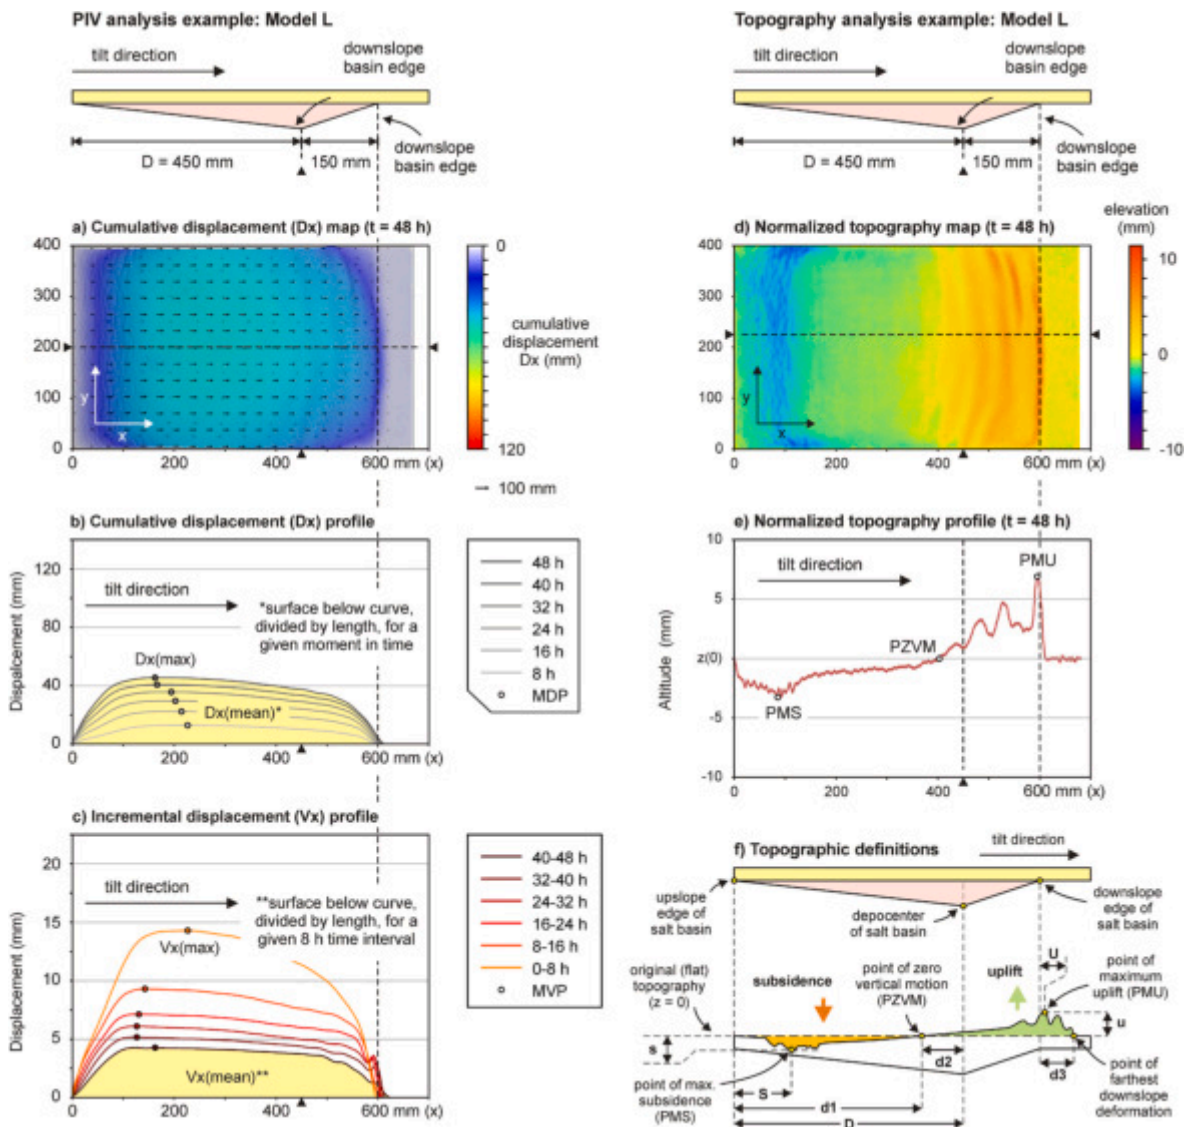 PIV analysis example: Model L
tilt direction
downslope
basin edge
D = 450 mm
150 mm
downslope
basin edge
a) Cumulative displacement (Dx) map (t = 48 h)
400
300
200
100
0
y
x
0
200
400
600 mm (x)
0
cumulative
displacement
Dx (mm)
120
100 mm
b) Cumulative displacement (Dx) profile
Dispalcement (mm)
120
80
40
0
tilt direction
*surface below curve,
divided by length, for a
given moment in time
Dx(max)
Dx(mean)*
0
200
400
600 mm (x)
48 h
40 h
32 h
24 h
16 h
8 h
MDP
c) Incremental displacement (Vx) profile
Displacement (mm)
20
15
10
5
0
tilt direction
**surface below curve,
divided by length, for a
given 8 h time interval
Vx(max)
Vx(mean)**
0
200
400
600 mm (x)
40-48 h
32-40 h
24-32 h
16-24 h
8-16 h
0-8 h
MVP
Topography analysis example: Model L
tilt direction
downslope
basin edge
D = 450 mm
150 mm
downslope
basin edge
d) Normalized topography map (t = 48 h)
400
300
200
100
0
y
x
0
200
400
600 mm (x)
elevation
(mm)
10
0
-10
e) Normalized topography profile (t = 48 h)
Altitude (mm)
10
5
z(0)
-5
-10
tilt direction
PMU
PZVM
PMS
0
200
400
600 mm (x)
f) Topographic definitions
tilt direction
upslope
edge of
salt basin
depocenter
of salt basin
downslope
edge of
salt basin
original (flat)
topography
(z = 0)
subsidence
point of zero
vertical motion
(PZVM)
uplift
U
point of
maximum
uplift (PMU)
u
s
point of max.
subsidence
(PMS)
S
d1
d2
D
d3
point of
farthest
downslope
deformation